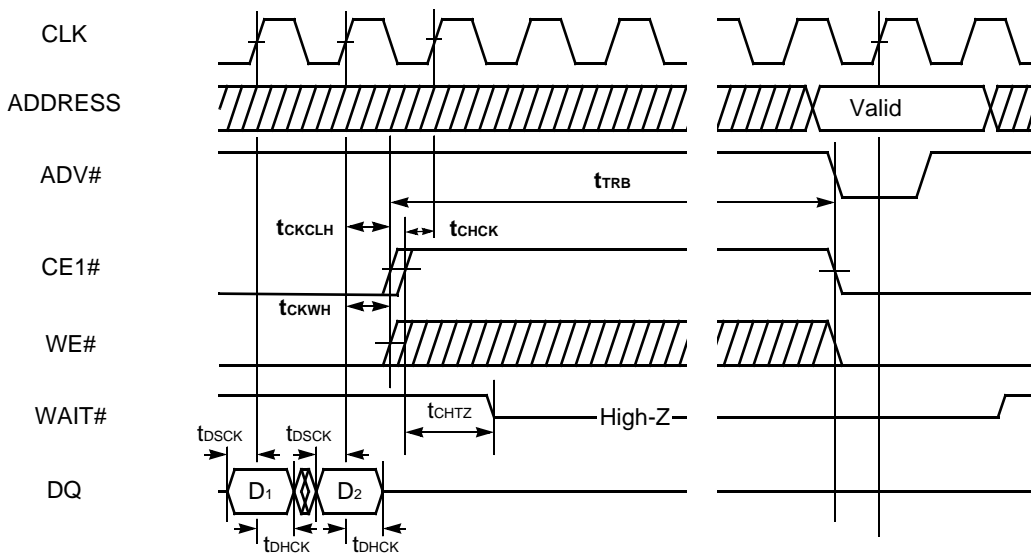 CLK
ADDRESS
Valid
ADV#
tTRB
tCKCLH
tCHCK
CE1#
tCKWH
WE#
WAIT#
tCHTZ
High-Z
tDSCK
tDSCK
DQ
D1
D2
tDHCK
tDHCK